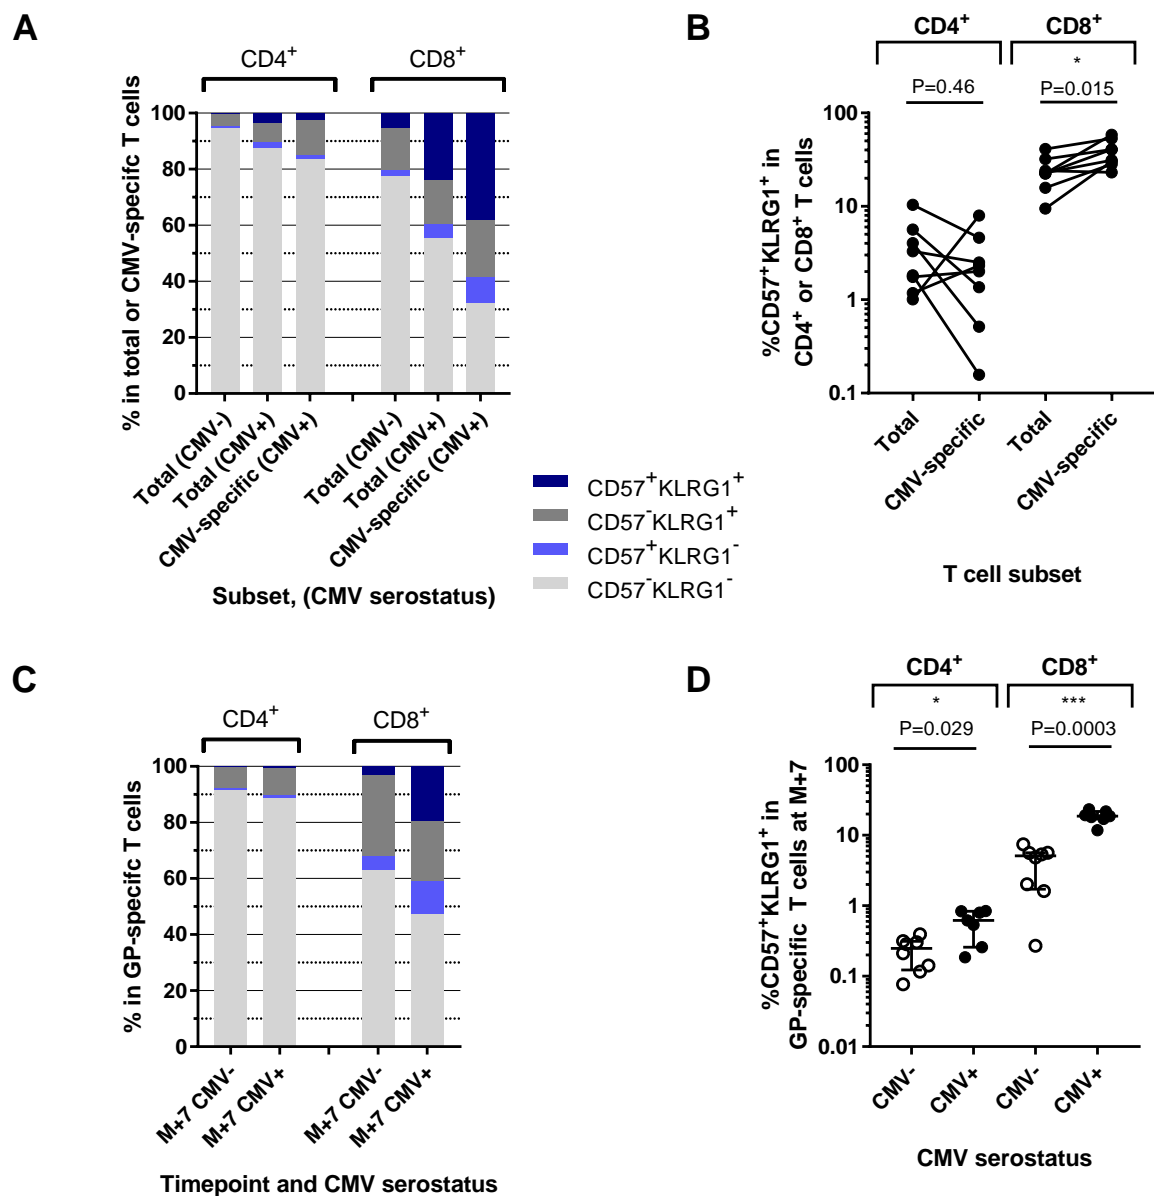 A
CD4+ CD8+
% in total or CMV-specifc T cells
100
80
60
40
20
0
Total (CMV-)
Total (CMV+)
CMV-specific (CMV+)
Total (CMV-)
Total (CMV+)
CMV-specific (CMV+)
Subset, (CMV serostatus)
CD57+KLRG1+
CD57-KLRG1+
CD57+KLRG1-
CD57-KLRG1-
B
CD4+ CD8+
*
P=0.46 P=0.015
%CD57+KLRG1+ in
CD4+ or CD8+ T cells
100
10
1
0.1
Total
CMV-specific
Total
CMV-specific
T cell subset
C
CD4+ CD8+
% in GP-specifc T cells
100
80
60
40
20
0
M+7 CMV-
M+7 CMV+
M+7 CMV-
M+7 CMV+
Timepoint and CMV serostatus
D
CD4+ CD8+
* ***
P=0.029 P=0.0003
%CD57+KLRG1+ in
GP-specific T cells at M+7
100
10
1
0.1
0.01
CMV-
CMV+
CMV-
CMV+
CMV serostatus